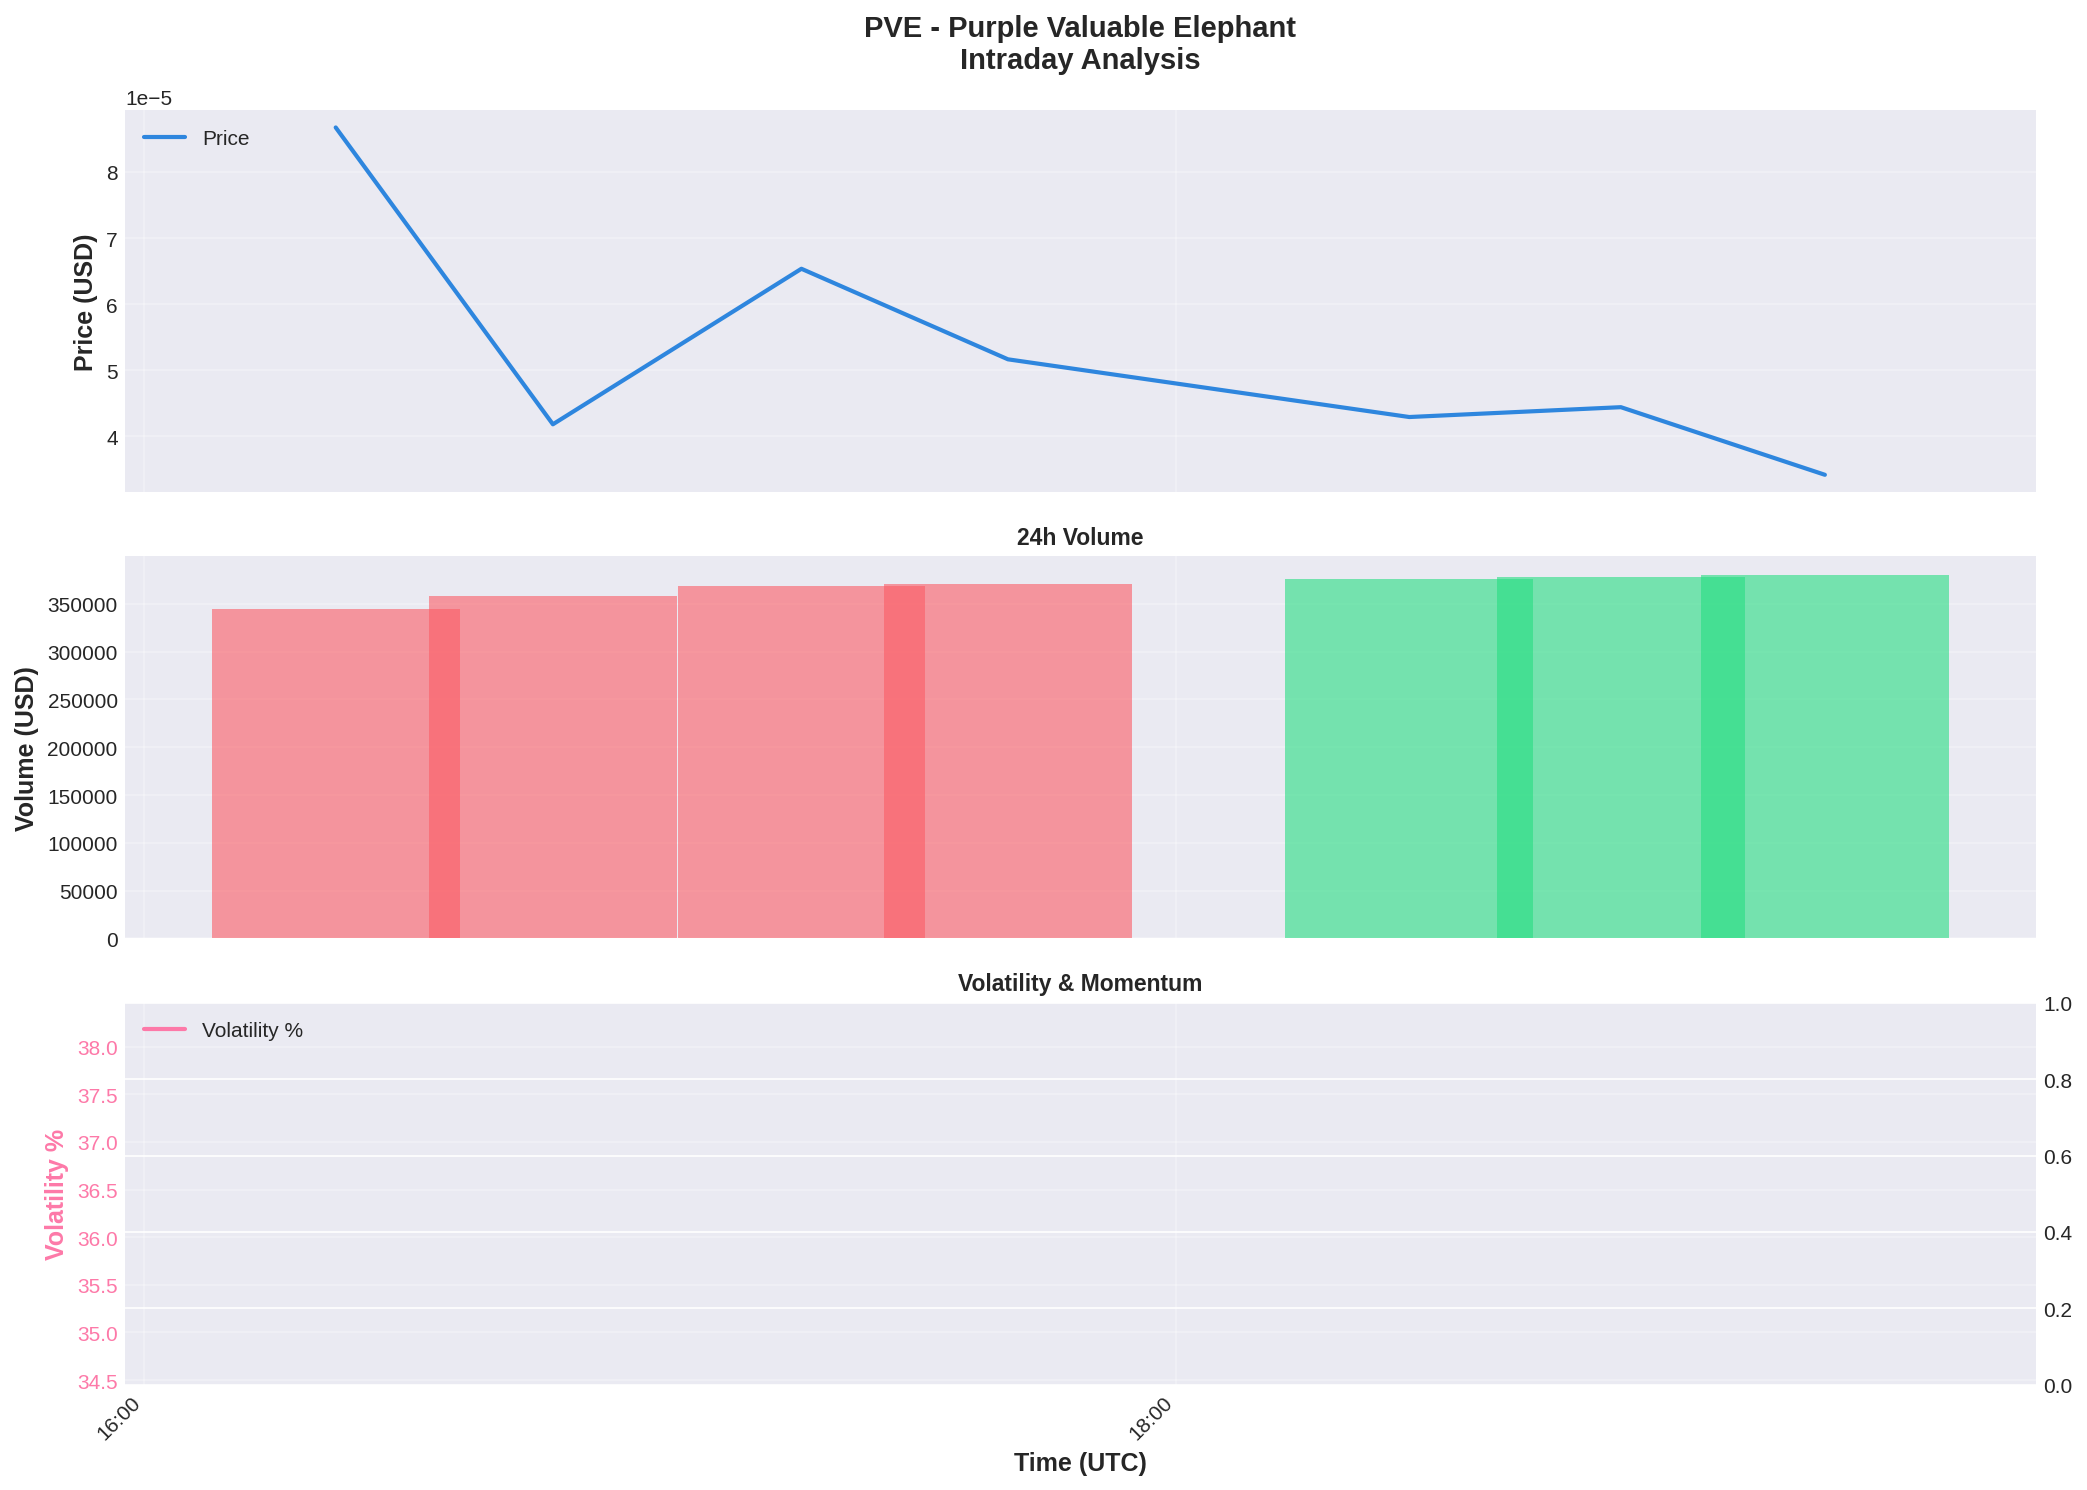 PVE - Purple Valuable Elephant
Intraday Analysis
1e−5
Price
8
7
6
5
4
Price (USD)
24h Volume
350000
300000
250000
200000
150000
100000
50000
0
Volume (USD)
Volatility & Momentum
Volatility %
38.0
37.5
37.0
36.5
36.0
35.5
35.0
34.5
Volatility %
1.0
0.8
0.6
0.4
0.2
0.0
16:00
18:00
Time (UTC)